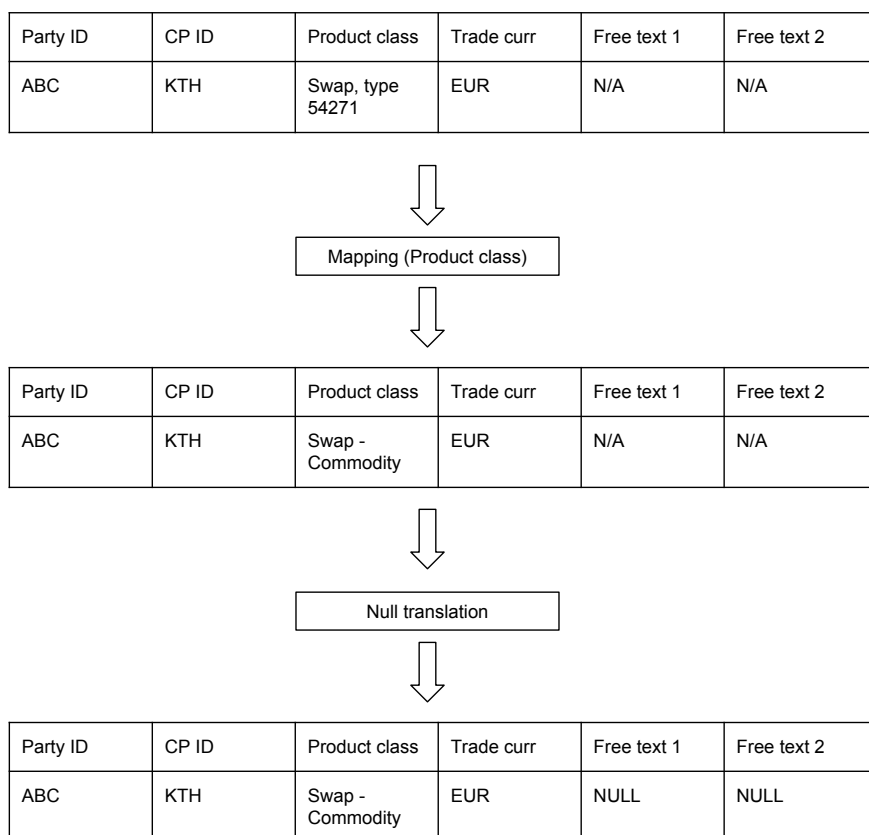 Party ID CP ID Product class Trade curr Free text 1 Free text 2
ABC KTH Swap, type EUR N/A N/A
54271
Mapping (Product class)
Party ID CP ID Product class Trade curr Free text 1 Free text 2
ABC KTH Swap - EUR N/A N/A
Commodity
Null translation
Party ID CP ID Product class Trade curr Free text 1 Free text 2
ABC KTH Swap - EUR NULL NULL
Commodity